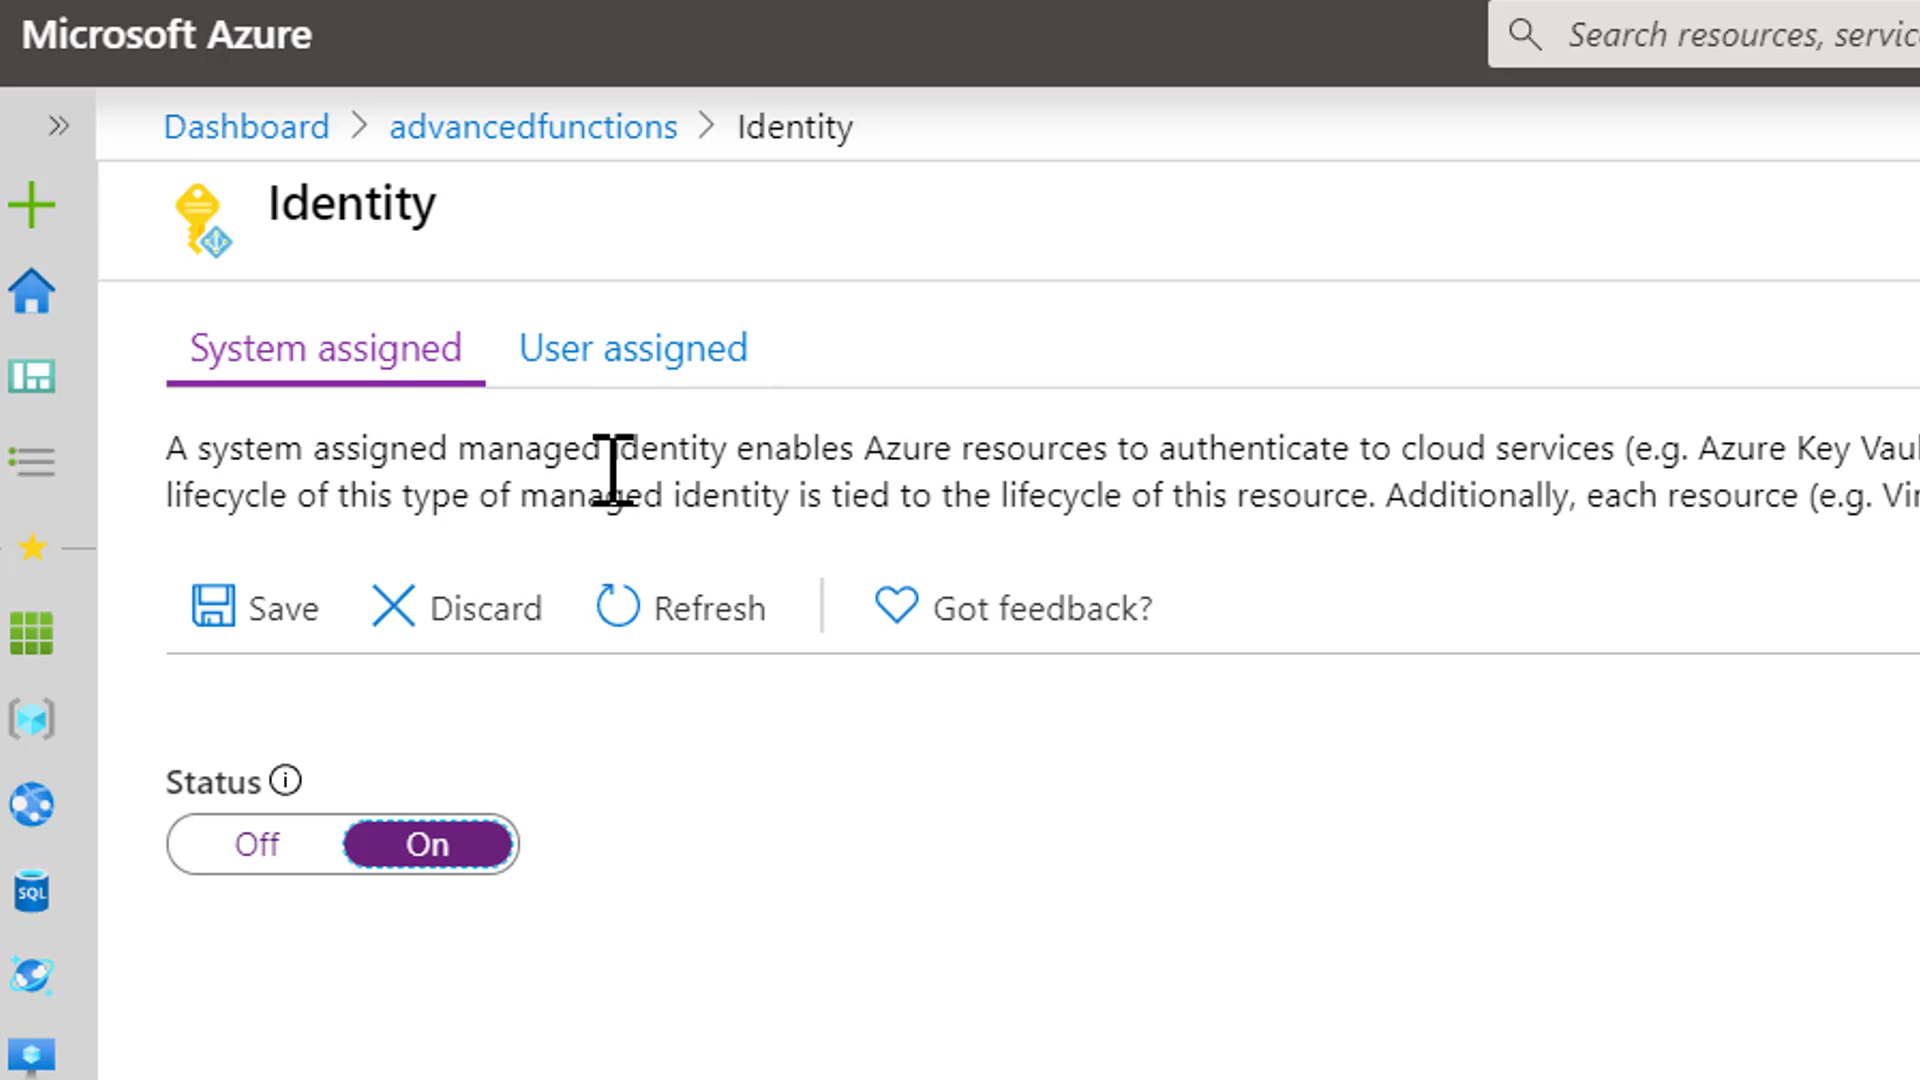 Microsoft Azure
Search resources, servic
Dashboard > advancedfunctions > Identity
Identity
System assigned User assigned
A system assigned managed identity enables Azure resources to authenticate to cloud services (e.g. Azure Key Vaul
lifecycle of this type of managed identity is tied to the lifecycle of this resource. Additionally, each resource (e.g. Vir
Save Discard Refresh Got feedback?
Status
Off On
SQL